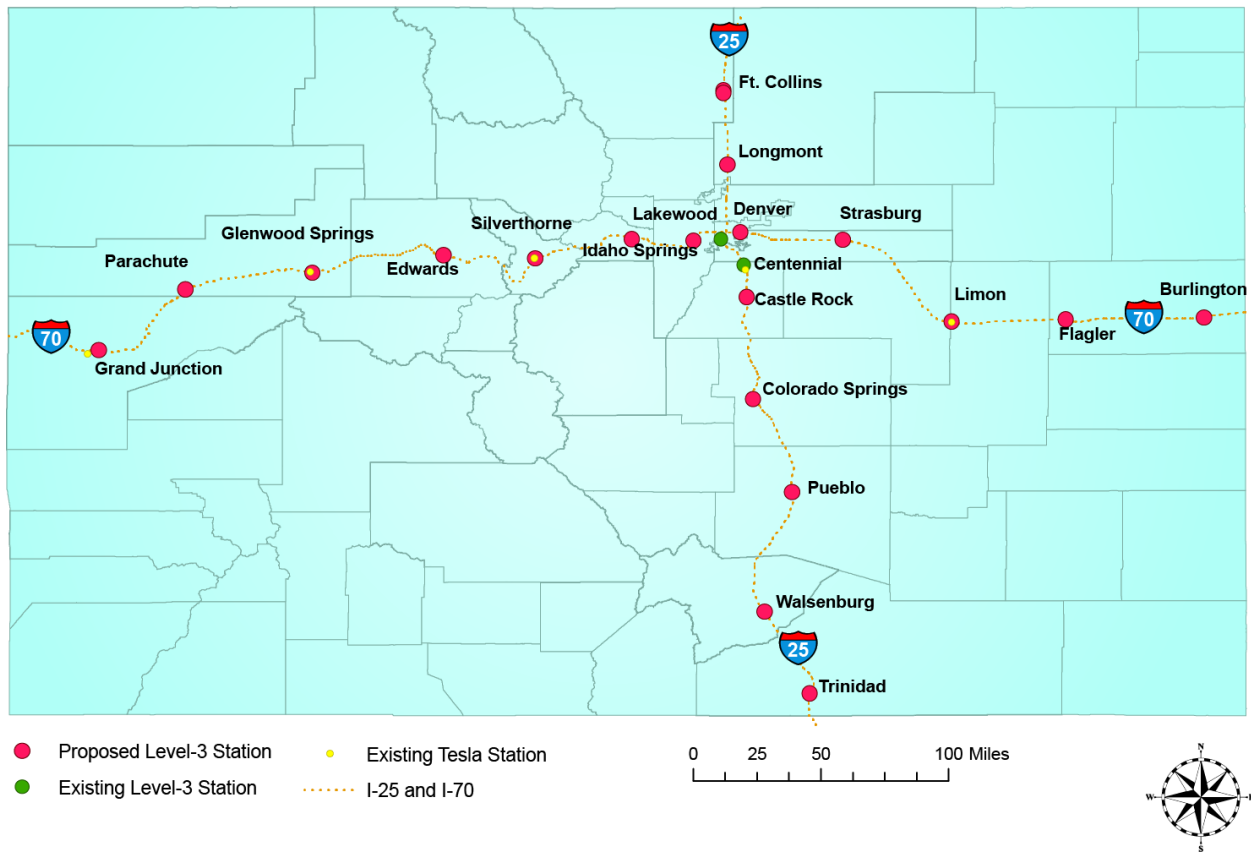 25
Ft. Collins
Longmont
Denver
Lakewood
Strasburg
Silverthorne
Glenwood Springs
Idaho Springs
Edwards
Parachute
Centennial
Castle Rock
Limon
Burlington
70
70
Flagler
Grand Junction
Colorado Springs
Pueblo
Walsenburg
25
Trinidad
Proposed Level-3 Station
Existing Tesla Station
0 25 50 100 Miles
Existing Level-3 Station
I-25 and I-70
N
W
E
S